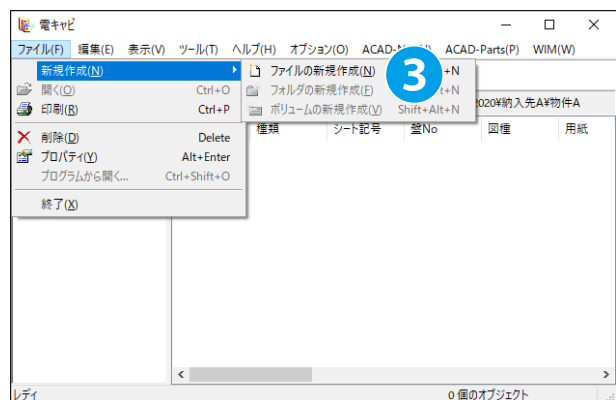 電キャビ
ファイル(F) 編集(E) 表示(V) ツール(T) ヘルプ(H) オプション(O) ACAD- ACAD-Parts(P) WIM(W)
新規作成(N) ファイルの新規作成(N) +N
開く(O) Ctrl+O フォルダの新規作成(F) +N
印刷(R) Ctrl+P ボリュームの新規作成(V) Shift+Alt+N
3
2020¥納入先A¥物件A
削除(D) Delete
種類 シート記号 盤No 図種 用紙
プロパティ(Y) Alt+Enter
プログラムから開く... Ctrl+Shift+O
終了(X)
レディ 0 個のオブジェクト